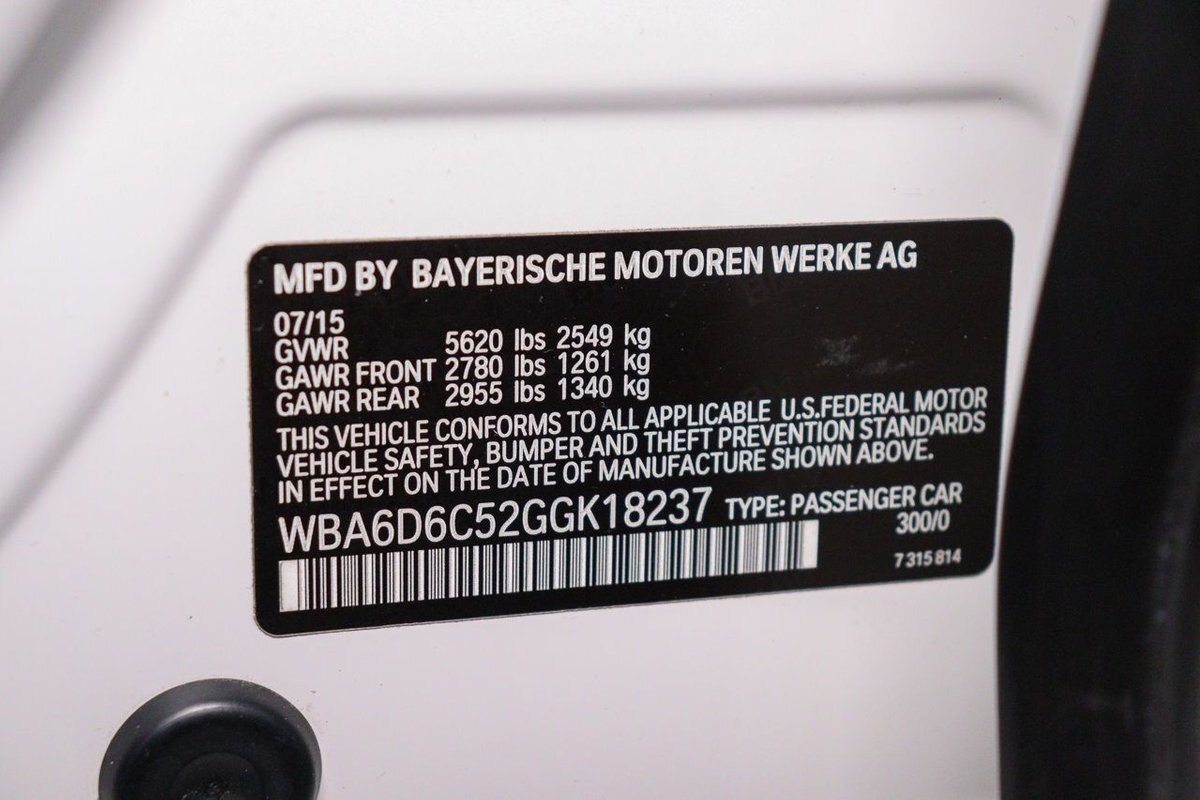 MFD BY BAYERISCHE MOTOREN WERKE AG
07/15
GVWR 5620 lbs 2549 kg
GAWR FRONT 2780 lbs 1261 kg
GAWR REAR 2955 lbs 1340 kg
THIS VEHICLE CONFORMS TO ALL APPLICABLE U.S.FEDERAL MOTOR
VEHICLE SAFETY, BUMPER AND THEFT PREVENTION STANDARDS
IN EFFECT ON THE DATE OF MANUFACTURE SHOWN ABOVE.
WBA6D6C52GGK18237 TYPE: PASSENGER CAR
300/0
7 315 814